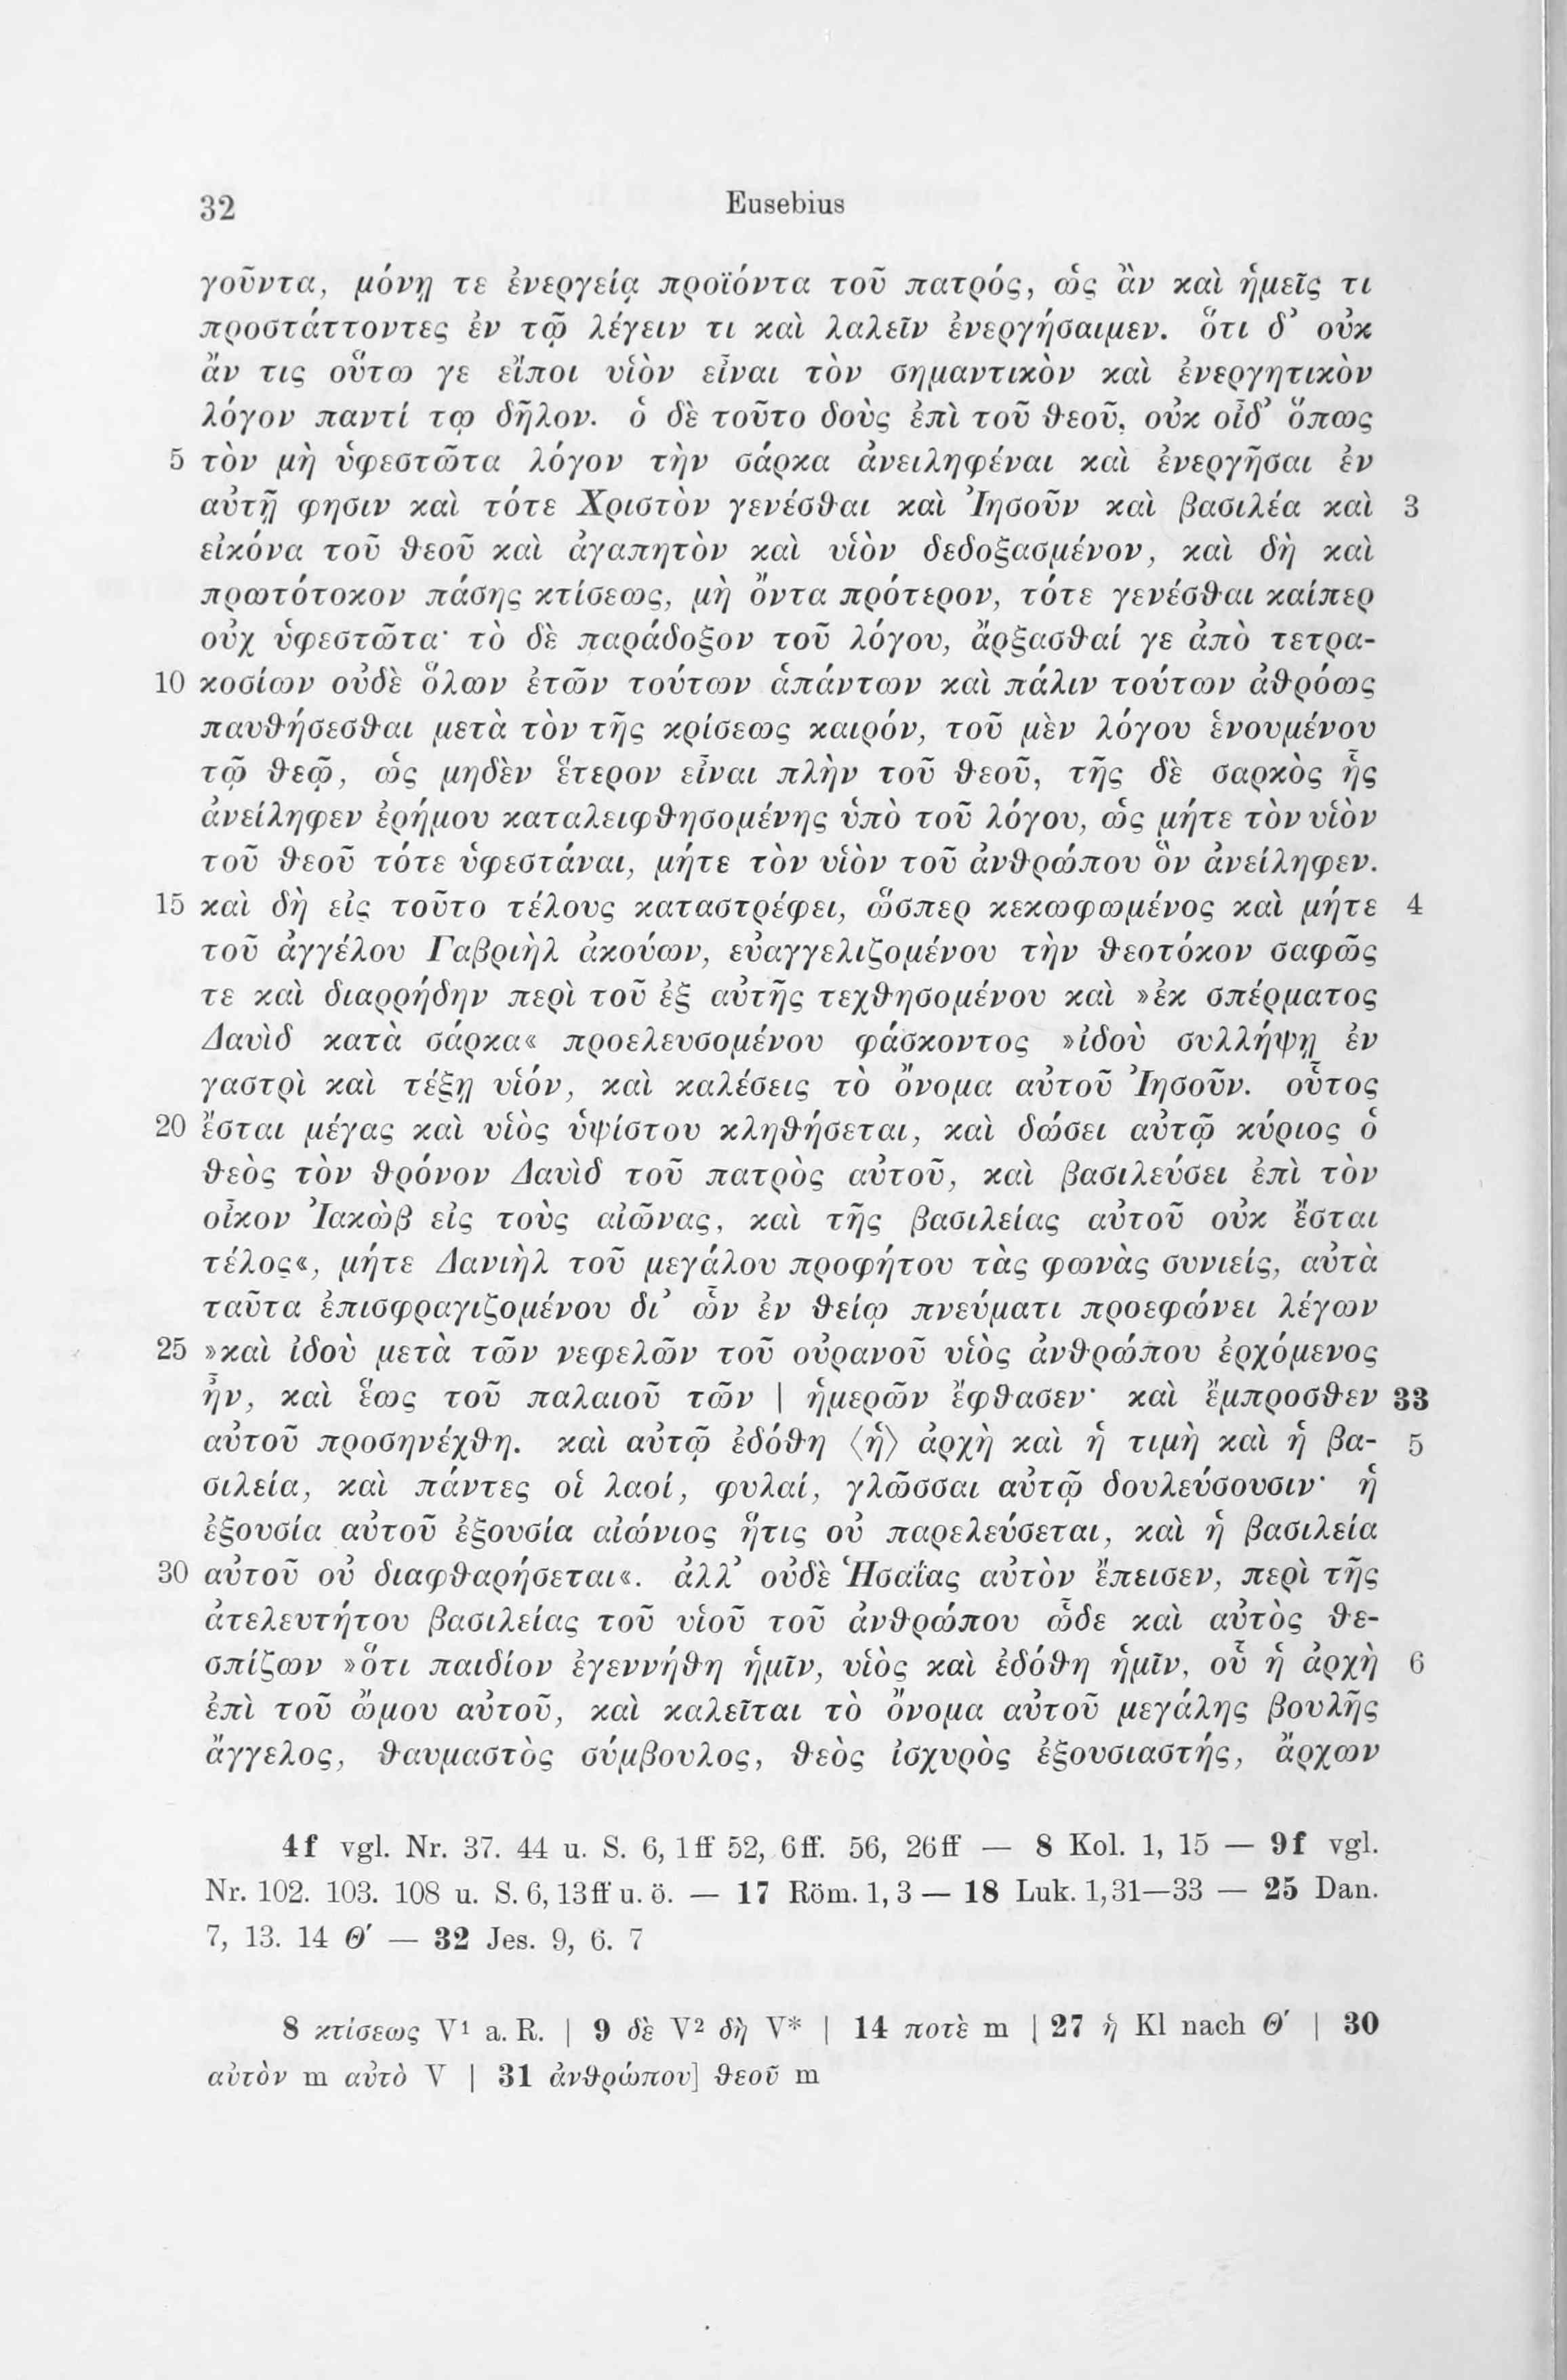 32 Eusebius
γοῦντα, μόνῃ τε ἐνεργείᾳ προϊόντα τοῦ πατρός, ὡς ἂν καὶ ἡμεῖς τι
προστάττοντες ἐν τῷ λέγειν τι καὶ λαλεῖν ἐνεργήσαιμεν. ὅτι δ’ οὐκ
ἄν τις οὕτω γε εἴποι υἱὸν εἶναι τὸν σημαντικὸν καὶ ἐνεργητικὸν
λόγον παντί τῳ δῆλον. ὁ δὲ τοῦτο δοὺς ἐπὶ τοῦ θεοῦ, οὐκ οἶδ’ ὅπως
5 τὸν μὴ ὑφεστῶτα λόγον τὴν σάρκα ἀνειληφέναι καὶ ἐνεργῆσαι ἐν
αὐτῇ φησιν καὶ τότε Χριστὸν γενέσθαι καὶ Ἰησοῦν καὶ βασιλέα καὶ 3
εἰκόνα τοῦ θεοῦ καὶ ἀγαπητὸν καὶ υἱὸν δεδοξασμένον, καὶ δὴ καὶ
πρωτότοκον πάσης κτίσεως, μὴ ὄντα πρότερον, τότε γενέσθαι καίπερ
οὐχ ὑφεστῶτα· τὸ δὲ παράδοξον τοῦ λόγου, ἄρξασθαί γε ἀπὸ τετρα-
10 κοσίων οὐδὲ ὅλων ἐτῶν τούτων ἁπάντων καὶ πάλιν τούτων ἀθρόως
παυθήσεσθαι μετὰ τὸν τῆς κρίσεως καιρόν, τοῦ μὲν λόγου ἑνουμένου
τῷ θεῷ, ὡς μηδὲν ἕτερον εἶναι πλὴν τοῦ θεοῦ, τῆς δὲ σαρκὸς ἧς
ἀνείληφεν ἐρήμου καταλειφθησομένης ὑπὸ τοῦ λόγου, ὡς μήτε τὸν υἱὸν
τοῦ θεοῦ τότε ὑφεστάναι, μήτε τὸν υἱὸν τοῦ ἀνθρώπου ὃν ἀνείληφεν.
15 καὶ δὴ εἰς τοῦτο τέλους καταστρέφει, ὥσπερ κεκωφωμένος καὶ μήτε 4
τοῦ ἀγγέλου Γαβριὴλ ἀκούων, εὐαγγελιζομένου τὴν θεοτόκον σαφῶς
τε καὶ διαρρήδην περὶ τοῦ ἐξ αὐτῆς τεχθησομένου καὶ »ἐκ σπέρματος
Δαυὶδ κατὰ σάρκα« προελευσομένου φάσκοντος »ἰδοὺ συλλήψῃ ἐν
γαστρὶ καὶ τέξῃ υἱόν, καὶ καλέσεις τὸ ὄνομα αὐτοῦ Ἰησοῦν. οὗτος
20 ἔσται μέγας καὶ υἱὸς ὑψίστου κληθήσεται, καὶ δώσει αὐτῷ κύριος ὁ
θεὸς τὸν θρόνον Δαυὶδ τοῦ πατρὸς αὐτοῦ, καὶ βασιλεύσει ἐπὶ τὸν
οἶκον Ἰακὼβ εἰς τοὺς αἰῶνας, καὶ τῆς βασιλείας αὐτοῦ οὐκ ἔσται
τέλος«, μήτε Δανιὴλ τοῦ μεγάλου προφήτου τὰς φωνὰς συνιείς, αὐτὰ
ταῦτα ἐπισφραγιζομένου δι’ ὧν ἐν θείῳ πνεύματι προεφώνει λέγων
25 »καὶ ἰδοὺ μετὰ τῶν νεφελῶν τοῦ οὐρανοῦ υἱὸς ἀνθρώπου ἐρχόμενος
ἦν, καὶ ἕως τοῦ παλαιοῦ τῶν | ἡμερῶν ἔφθασεν· καὶ ἔμπροσθεν 33
αὐτοῦ προσηνέχθη. καὶ αὐτῷ ἐδόθη ⟨ἡ⟩ ἀρχὴ καὶ ἡ τιμὴ καὶ ἡ βα- 5
σιλεία, καὶ πάντες οἱ λαοί, φυλαί, γλῶσσαι αὐτῷ δουλεύσουσιν· ἡ
ἐξουσία αὐτοῦ ἐξουσία αἰώνιος ἥτις οὐ παρελεύσεται, καὶ ἡ βασιλεία
30 αὐτοῦ οὐ διαφθαρήσεται«. ἀλλ’ οὐδὲ Ἡσαΐας αὐτὸν ἔπεισεν, περὶ τῆς
ἀτελευτήτου βασιλείας τοῦ υἱοῦ τοῦ ἀνθρώπου ὧδε καὶ αὐτὸς θε-
σπίζων »ὅτι παιδίον ἐγεννήθη ἡμῖν, υἱὸς καὶ ἐδόθη ἡμῖν, οὗ ἡ ἀρχὴ 6
ἐπὶ τοῦ ὤμου αὐτοῦ, καὶ καλεῖται τὸ ὄνομα αὐτοῦ μεγάλης βουλῆς
ἄγγελος, θαυμαστὸς σύμβουλος, θεὸς ἰσχυρὸς ἐξουσιαστής, ἄρχων
4f vgl. Nr. 37. 44 u. S. 6, 1ff 52, 6ff. 56, 26ff — 8 Kol. 1, 15 — 9f vgl.
Nr. 102. 103. 108 u. S. 6, 13ff u. ö. — 17 Röm. 1, 3 — 18 Luk. 1,31—33 — 25 Dan.
7, 13. 14 Θ′ — 32 Jes. 9, 6. 7
8 κτίσεως V¹ a. R. | 9 δὲ V² δὴ V* | 14 ποτὲ m | 27 ἡ Kl nach Θ′ | 30
αὐτὸν m αὐτὸ V | 31 ἀνθρώπου] θεοῦ m